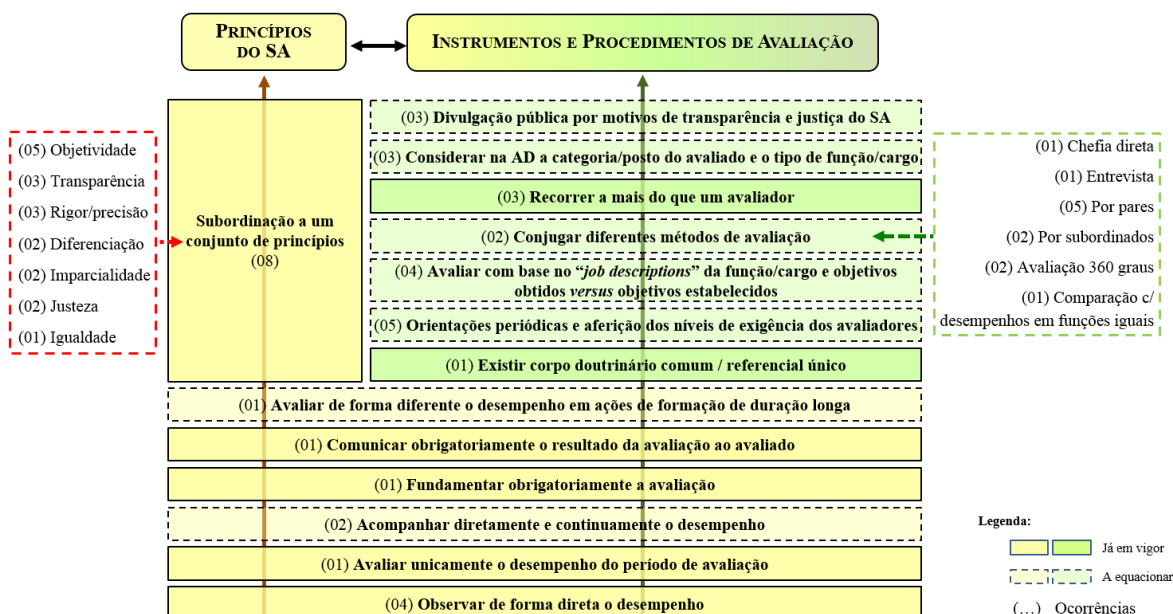 PRINCÍPIOS
DO SA
INSTRUMENTOS E PROCEDIMENTOS DE AVALIAÇÃO
(05) Objetividade
(03) Transparência
(03) Rigor/precisão
(02) Diferenciação
(02) Imparcialidade
(02) Justeza
(01) Igualdade
Subordinação a um
conjunto de princípios
(08)
(03) Divulgação pública por motivos de transparência e justiça do SA
(03) Considerar na AD a categoria/posto do avaliado e o tipo de função/cargo
(03) Recorrer a mais do que um avaliador
(02) Conjugar diferentes métodos de avaliação
(04) Avaliar com base no “job descriptions” da função/cargo e objetivos
obtidos versus objetivos estabelecidos
(05) Orientações periódicas e aferição dos níveis de exigência dos avaliadores
(01) Existir corpo doutrinário comum / referencial único
(01) Chefia direta
(01) Entrevista
(05) Por pares
(02) Por subordinados
(02) Avaliação 360 graus
(01) Comparação c/
desempenhos em funções iguais
(01) Avaliar de forma diferente o desempenho em ações de formação de duração longa
(01) Comunicar obrigatoriamente o resultado da avaliação ao avaliado
(01) Fundamentar obrigatoriamente a avaliação
(02) Acompanhar diretamente e continuamente o desempenho
(01) Avaliar unicamente o desempenho do período de avaliação
(04) Observar de forma direta o desempenho
Legenda:
Já em vigor
A equacionar
(…) Ocorrências